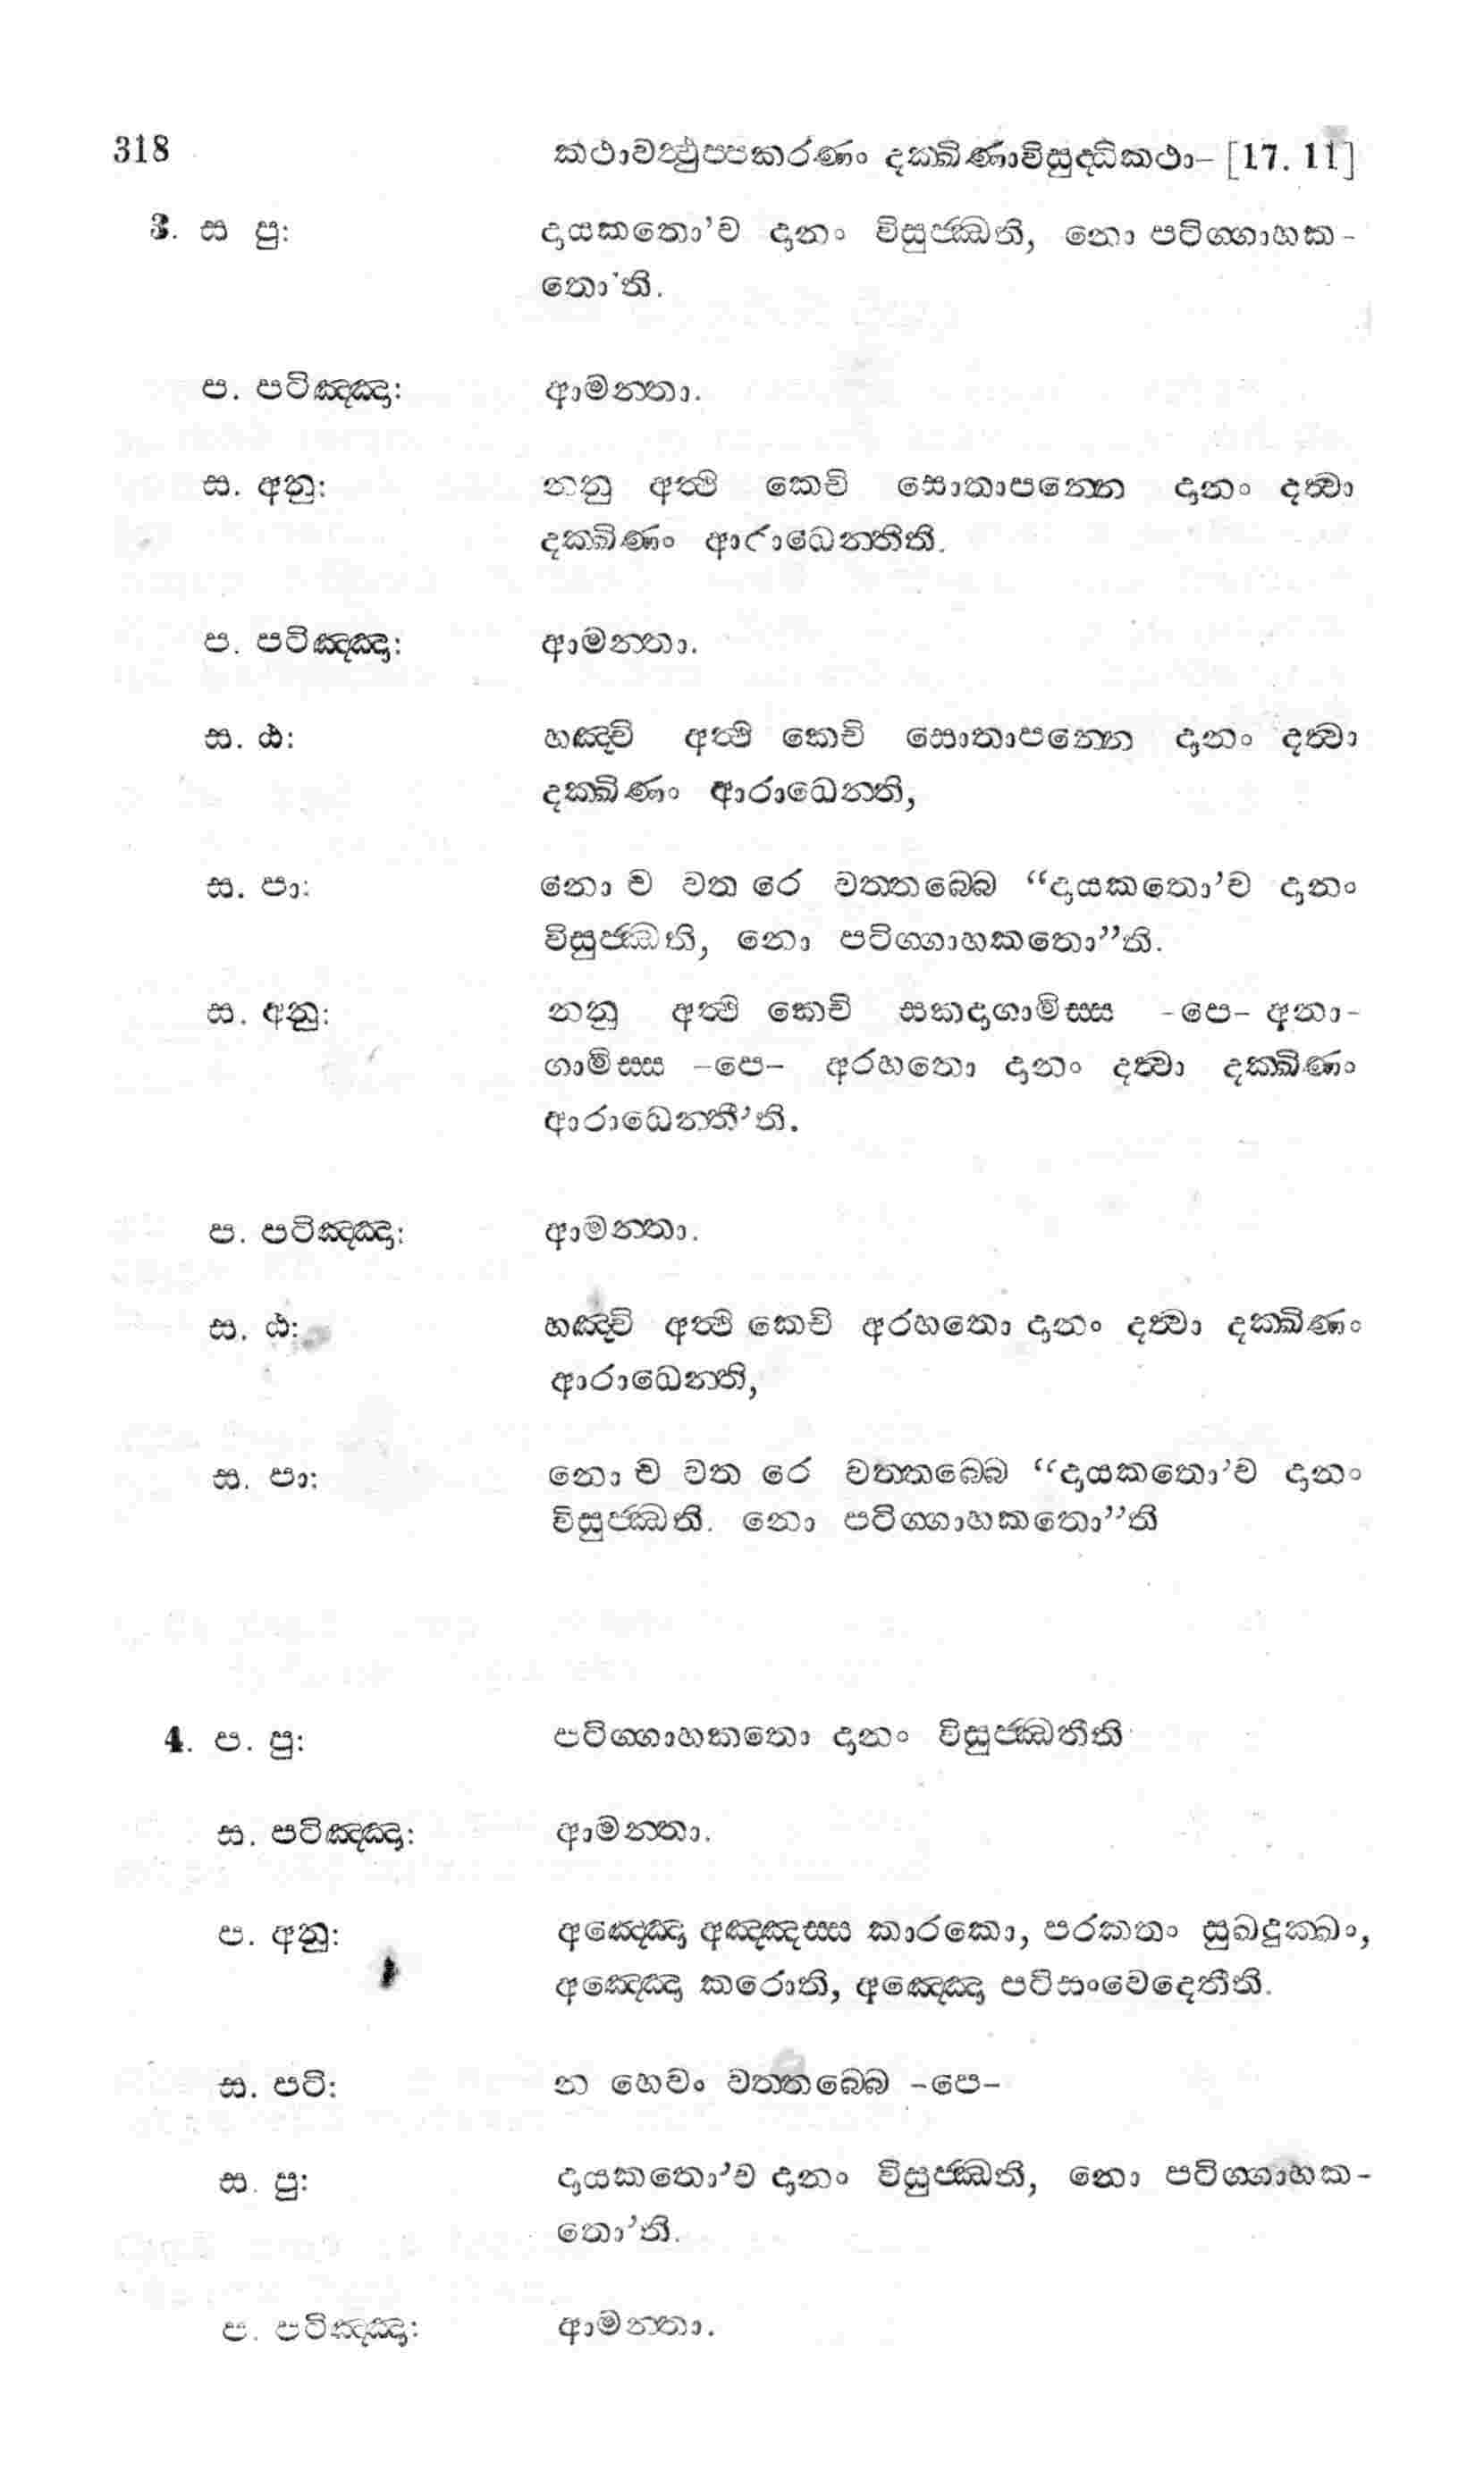 318 කථාවත්‍ථුප්පකරණං දක්ඛිණාවිසුද්ධිකථා– [17. 11]
3. ස පු: දායකතො’ව දානං විසුජ්ඣති, නො පටිග්ගාහක-
තො’ති.
ප. පටිඤ්ඤා: ආමන්තා.
ස. අනු: නනු අත්‍ථි කෙචි සොතාපන්නෙ දානං දත්‍වා
දක්ඛිණං ආරාධෙන්තීති.
ප. පටිඤ්ඤා: ආමන්තා.
ස. ඨ: හඤ්චි අත්‍ථි කෙචි සොතාපන්නෙ දානං දත්‍වා
දක්ඛිණං ආරාධෙන්ති,
ස. පා: නො ච වත රෙ වත්තබ්බෙ “දායකතො’ව දානං
විසුජ්ඣති, නො පටිග්ගාහකතො”ති.
ස. අනු: නනු අත්‍ථි කෙචි සකදාගාමිස්ස -පෙ- අනා-
ගාමිස්ස –පෙ– අරහතො දානං දත්‍වා දක්ඛිණං
ආරාධෙන්තී’ති.
ප. පටිඤ්ඤා: ආමන්තා.
ස. ඨ: හඤ්චි අත්‍ථි කෙචි අරහතො දානං දත්‍වා දක්ඛිණං
ආරාධෙන්ති,
ස. පා: නො ච වත රෙ වත්තබ්බෙ “දායකතො’ව දානං
විසුජ්ඣති. නො පටිග්ගාහකතො”ති
4. ප. පු: පටිග්ගාහකතො දානං විසුජ්ඣතීති
ස. පටිඤ්ඤා: ආමන්තා.
ප. අනු: අඤ්ඤො අඤ්ඤස්ස කාරකො, පරකතං සුඛදුක්ඛං,
අඤ්ඤො කරොති, අඤ්ඤො පටිසංවෙදෙතීති.
ස. පටි: න හෙවං වත්තබ්බෙ –පෙ–
ස. පු: දායකතො’ව දානං විසුජ්ඣති, නො පටිග්ගාහක-
තො’ති.
ප. පටිඤ්ඤා: ආමන්තා.